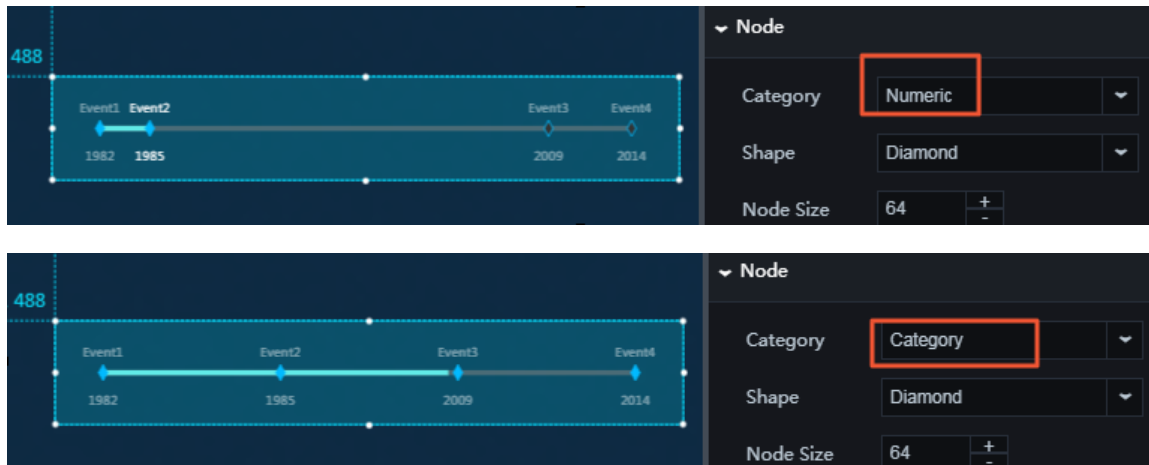 Node
488
Category Numeric
Event1 Event2 Event3 Event4
1982 1985 2009 2014
Shape Diamond
Node Size 64 + -
Node
488
Category Category
Event1 Event2 Event3 Event4
1982 1985 2009 2014
Shape Diamond
Node Size 64 + -